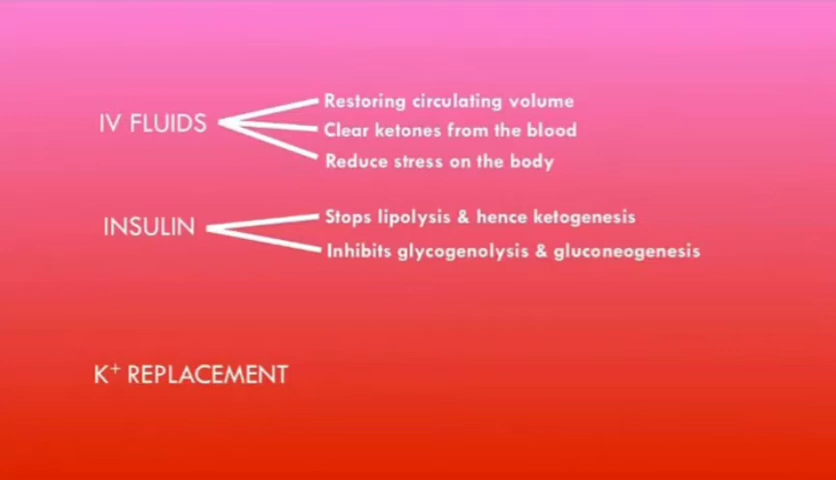 IV FLUIDS
Restoring circulating volume
Clear ketones from the blood
Reduce stress on the body
INSULIN
Stops lipolysis & hence ketogenesis
Inhibits glycogenolysis & gluconeogenesis
K⁺ REPLACEMENT